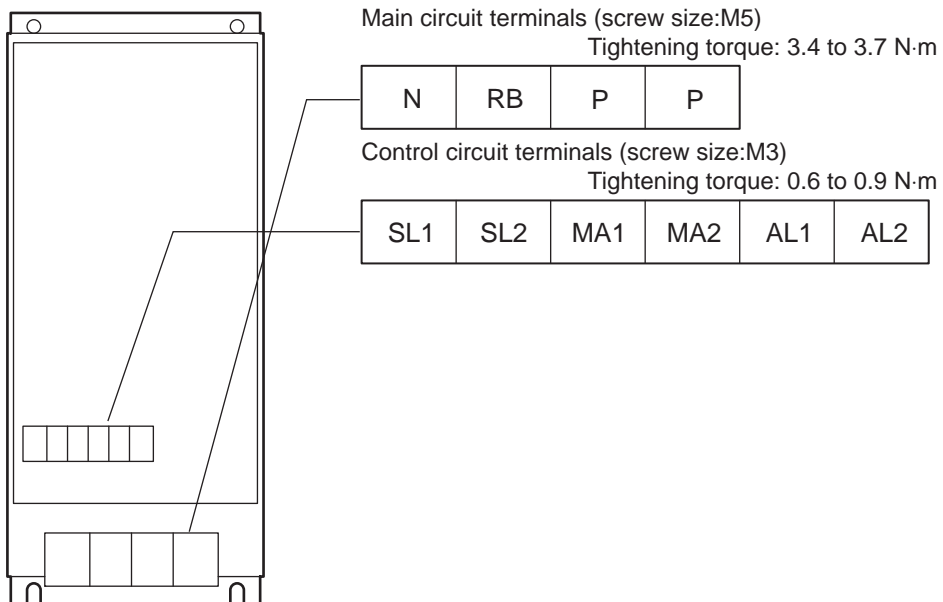 Main circuit terminals (screw size:M5)
Tightening torque: 3.4 to 3.7 N·m
N RB P P
Control circuit terminals (screw size:M3)
Tightening torque: 0.6 to 0.9 N·m
SL1 SL2 MA1 MA2 AL1 AL2